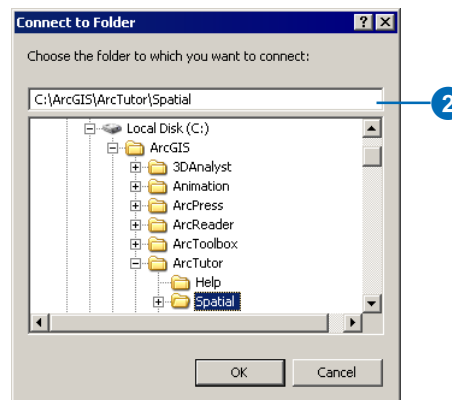 Connect to Folder
Choose the folder to which you want to connect:
C:\ArcGIS\ArcTutor\Spatial
2
Local Disk (C:)
ArcGIS
3DAnalyst
Animation
ArcPress
ArcReader
ArcToolbox
ArcTutor
Help
Spatial
OK Cancel